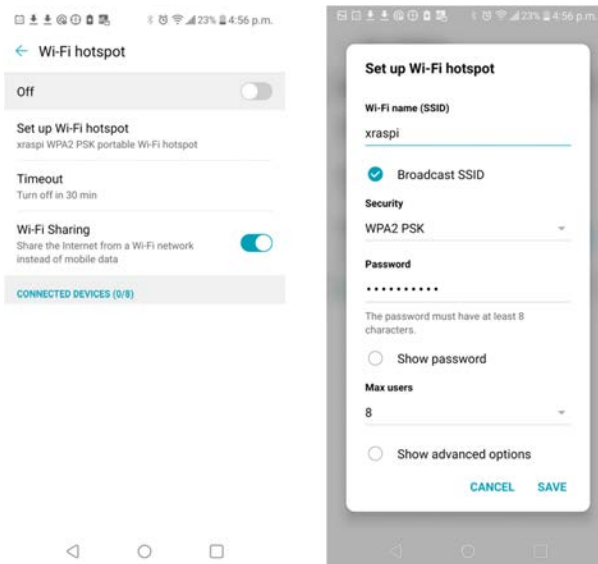 23% 4:56 p.m.
Wi-Fi hotspot
Off
Set up Wi-Fi hotspot
xraspi WPA2 PSK portable Wi-Fi hotspot
Timeout
Turn off in 30 min
Wi-Fi Sharing
Share the Internet from a Wi-Fi network
instead of mobile data
CONNECTED DEVICES (0/8)
23% 4:56 p.m.
Set up Wi-Fi hotspot
Wi-Fi name (SSID)
xraspi
Broadcast SSID
Security
WPA2 PSK
Password
••••••••••
The password must have at least 8
characters.
Show password
Max users
8
Show advanced options
CANCEL SAVE